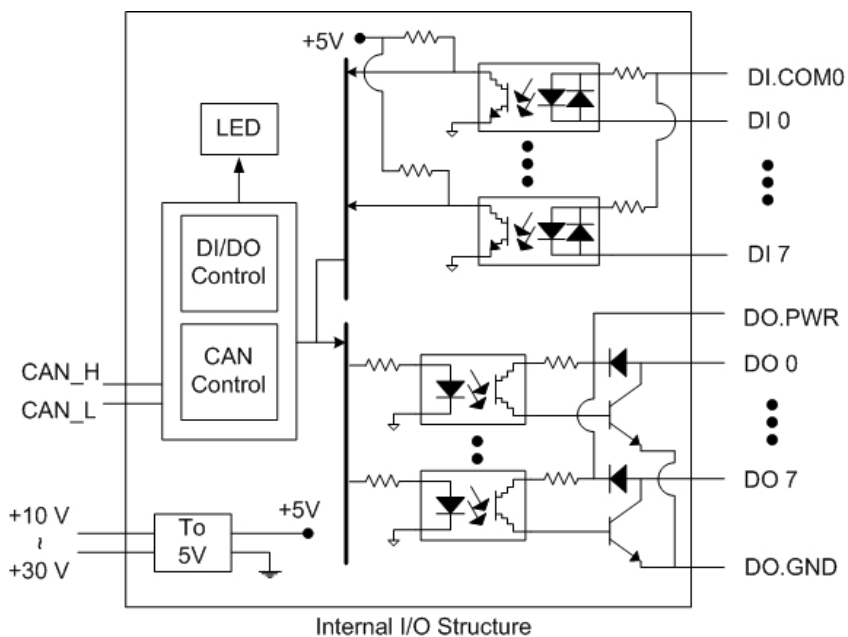 +5V
DI.COM0
LED
DI 0
DI/DO
Control
DI 7
DO.PWR
CAN
Control
DO 0
CAN_H
CAN_L
DO 7
+5V
+10 V
~
+30 V
To
5V
DO.GND
Internal I/O Structure